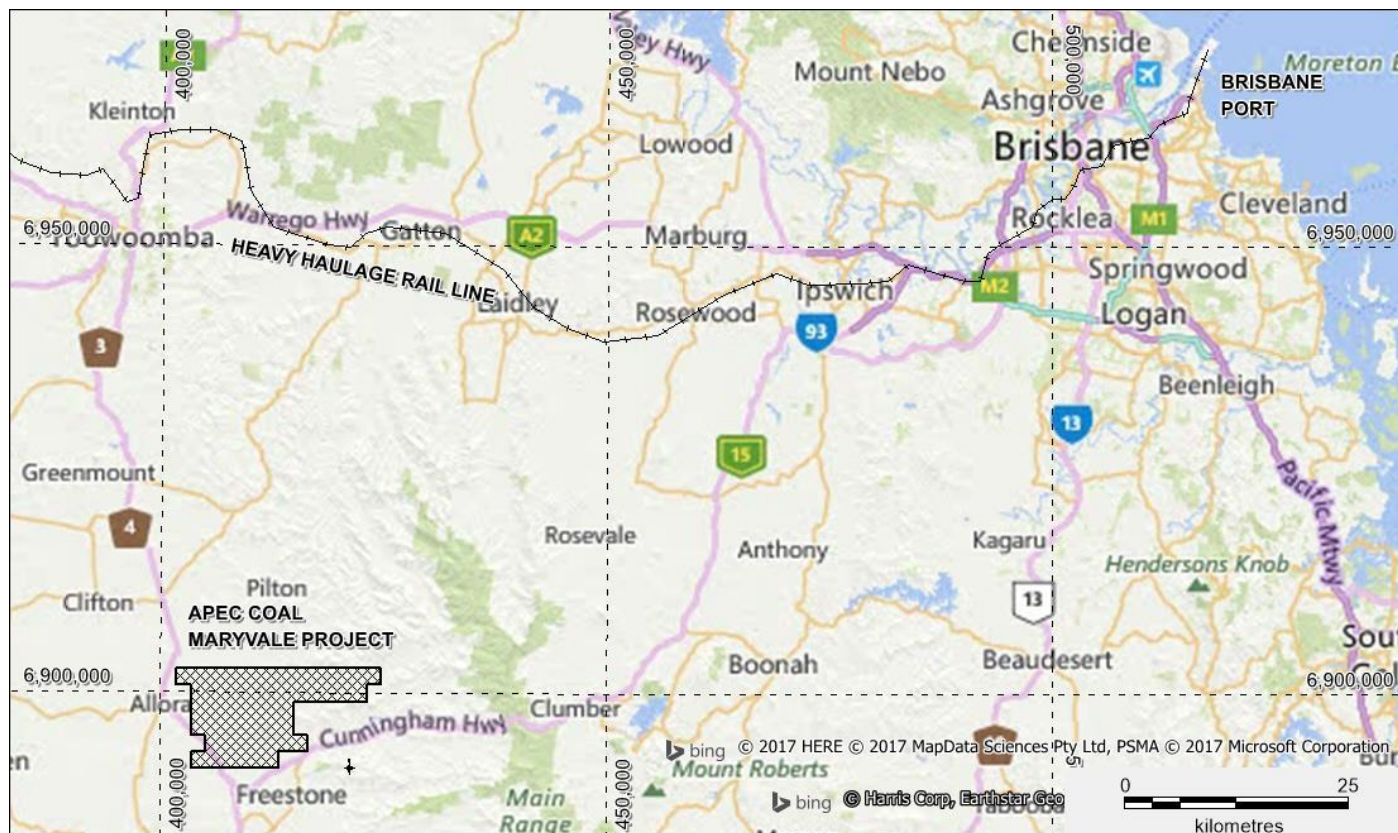 400,000
450,000
500,000
Chermside
Moreton B
Mount Nebo
ley Hwy
BRISBANE
PORT
Kleinton
Ashgrove
Lowood
Brisbane
Cleveland
Warrego Hwy
Gatton
Rocklea
M1
6,950,000
Toowoomba
A2
Marburg
6,950,000
HEAVY HAULAGE RAIL LINE
Springwood
M2
Ipswich
Laidley
Rosewood
Logan
93
3
Beenleigh
13
15
Greenmount
Pacific Mtwy
4
Rosevale
Anthony
Kagaru
Hendersons Knob
Pilton
Clifton
13
APEC COAL
MARYVALE PROJECT
Sou
Boonah
Beaudesert
6,900,000
6,900,000
Allora
Clumber
Cunningham Hwy
bing © 2017 HERE © 2017 MapData Sciences Pty Ltd, PSMA © 2017 Microsoft Corporation
en
Mount Roberts
400,000
450,000
Freestone
Main
Range
bing © Harris Corp, Earthstar Geo
0 25
kilometres